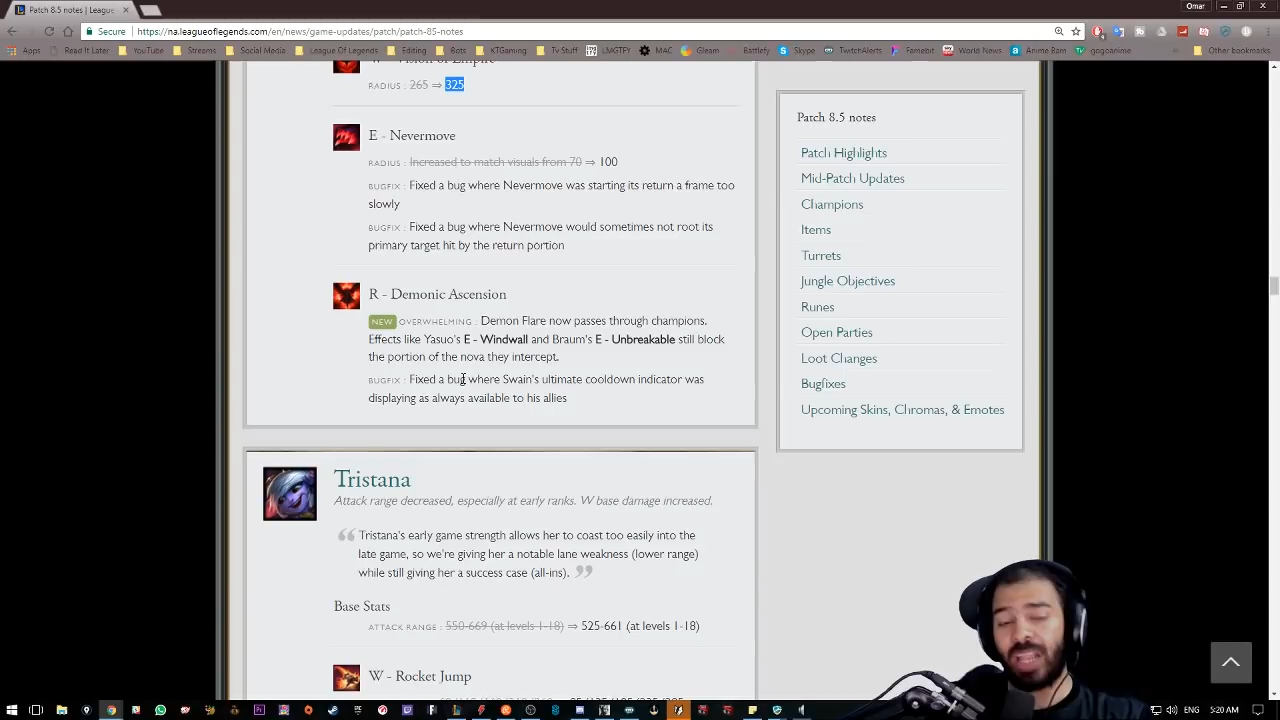 Patch 8.5 notes | League
Omar
Secure
https://na.leagueoflegends.com/en/news/game-updates/patch/patch-85-notes
Apps
Read It Later
YouTube
Streams
Social Media
League Of Legends
Editing
Bots
KTGaming
Tv Stuff
LMGTFY
MAC
Gleam
Battlefy
Skype
TwitchAlerts
Famebit
World News
Anime Bam
gogoanime
Other bookmarks
W - Vision of Empire
RADIUS : 265 ⇒ 325
E - Nevermove
RADIUS : Increased to match visuals from 70 ⇒ 100
BUGFIX : Fixed a bug where Nevermove was starting its return a frame too
slowly
BUGFIX : Fixed a bug where Nevermove would sometimes not root its
primary target hit by the return portion
R - Demonic Ascension
NEW OVERWHELMING : Demon Flare now passes through champions.
Effects like Yasuo's E - Windwall and Braum's E - Unbreakable still block
the portion of the nova they intercept.
BUGFIX : Fixed a bug where Swain's ultimate cooldown indicator was
displaying as always available to his allies
Tristana
Attack range decreased, especially at early ranks. W base damage increased.
Tristana's early game strength allows her to coast too easily into the
late game, so we're giving her a notable lane weakness (lower range)
while still giving her a success case (all-ins).
Base Stats
ATTACK RANGE : 550-669 (at levels 1-18) ⇒ 525-661 (at levels 1-18)
W - Rocket Jump
Patch 8.5 notes
Patch Highlights
Mid-Patch Updates
Champions
Items
Turrets
Jungle Objectives
Runes
Open Parties
Loot Changes
Bugfixes
Upcoming Skins, Chromas, & Emotes
ENG
5:20 AM